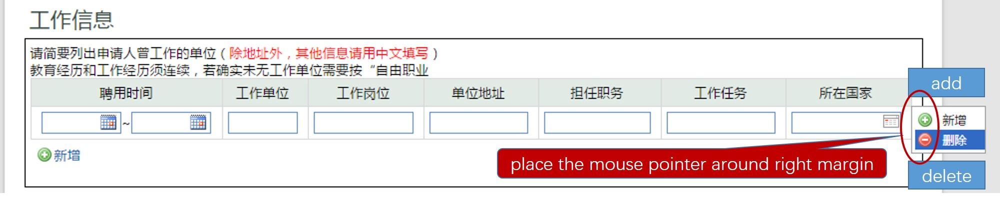 工作信息
请简要列出申请人曾工作的单位（除地址外，其他信息请用中文填写）
教育经历和工作经历须连续，若确实未无工作单位需要按“自由职业
聘用时间 工作单位 工作岗位 单位地址 担任职务 工作任务 所在国家
add
~
新增
删除
新增
place the mouse pointer around right margin
delete